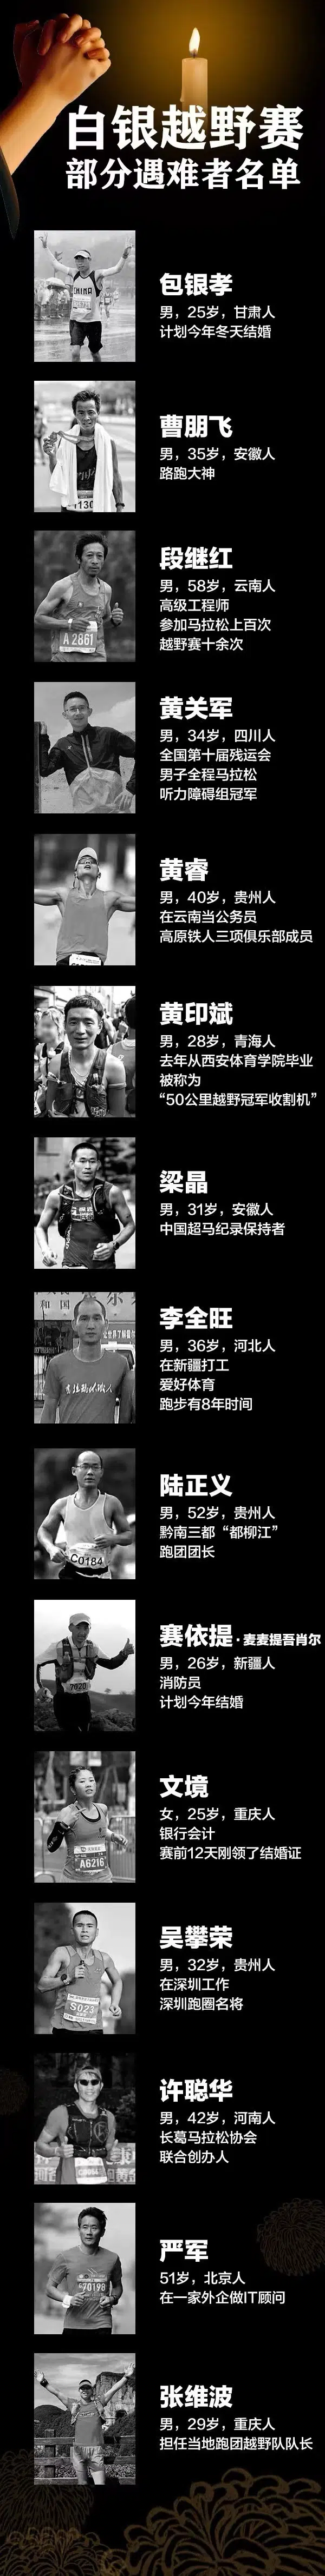 白银越野赛
部分遇难者名单
包银孝
男，25岁，甘肃人
计划今年冬天结婚
曹朋飞
男，35岁，安徽人
路跑大神
1130
段继红
男，58岁，云南人
高级工程师
参加马拉松上百次
越野赛十余次
A 2861
黄关军
男，34岁，四川人
全国第十届残运会
男子全程马拉松
听力障碍组冠军
黄睿
男，40岁，贵州人
在云南当公务员
高原铁人三项俱乐部成员
黄印斌
男，28岁，青海人
去年从西安体育学院毕业
被称为
“50公里越野冠军收割机”
梁晶
男，31岁，安徽人
中国超马纪录保持者
李全旺
男，36岁，河北人
在新疆打工
爱好体育
跑步有8年时间
陆正义
男，52岁，贵州人
黔南三都“都柳江”
跑团团长
C0184
赛依提·麦麦提吾肖尔
男，26岁，新疆人
消防员
计划今年结婚
7020
文境
女，25岁，重庆人
银行会计
赛前12天刚领了结婚证
A6216
吴攀荣
男，32岁，贵州人
在深圳工作
深圳跑圈名将
S023
许聪华
男，42岁，河南人
长葛马拉松协会
联合创办人
严军
51岁，北京人
在一家外企做IT顾问
张维波
男，29岁，重庆人
担任当地跑团越野队队长